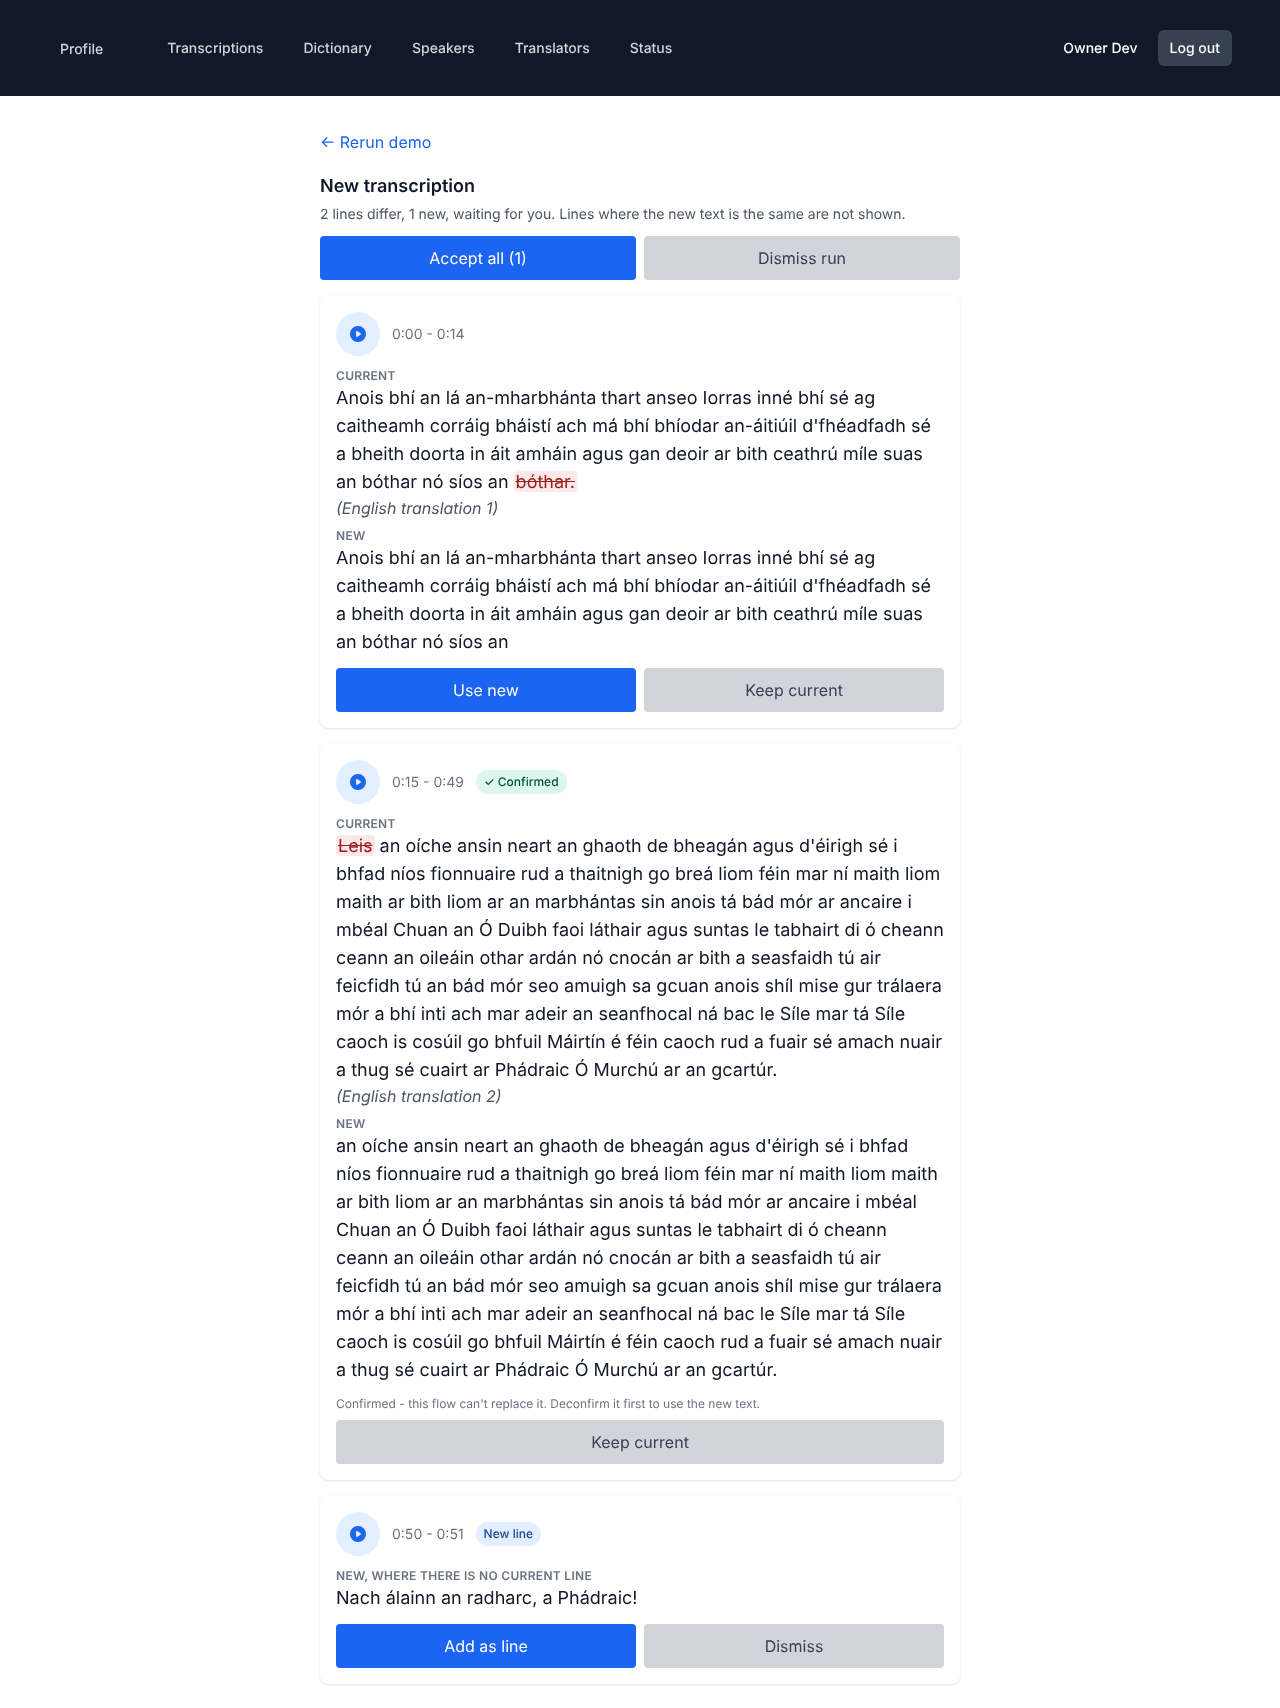 Profile Transcriptions Dictionary Speakers Translators Status Owner Dev Log out
← Rerun demo
New transcription
2 lines differ, 1 new, waiting for you. Lines where the new text is the same are not shown.
Accept all (1) Dismiss run
0:00 - 0:14
CURRENT
Anois bhí an lá an-mharbhánta thart anseo Iorras inné bhí sé ag
caitheamh corráig bháistí ach má bhí bhíodar an-áitiúil d'fhéadfadh sé
a bheith doorta in áit amháin agus gan deoir ar bith ceathrú míle suas
an bóthar nó síos an bóthar.
(English translation 1)
NEW
Anois bhí an lá an-mharbhánta thart anseo Iorras inné bhí sé ag
caitheamh corráig bháistí ach má bhí bhíodar an-áitiúil d'fhéadfadh sé
a bheith doorta in áit amháin agus gan deoir ar bith ceathrú míle suas
an bóthar nó síos an
Use new Keep current
0:15 - 0:49 ✓ Confirmed
CURRENT
Leis an oíche ansin neart an ghaoth de bheagán agus d'éirigh sé i
bhfad níos fionnuaire rud a thaitnigh go breá liom féin mar ní maith liom
maith ar bith liom ar an marbhántas sin anois tá bád mór ar ancaire i
mbéal Chuan an Ó Duibh faoi láthair agus suntas le tabhairt di ó cheann
ceann an oileáin othar ardán nó cnocán ar bith a seasfaidh tú air
feicfidh tú an bád mór seo amuigh sa gcuan anois shíl mise gur trálaera
mór a bhí inti ach mar adeir an seanfhocal ná bac le Síle mar tá Síle
caoch is cosúil go bhfuil Máirtín é féin caoch rud a fuair sé amach nuair
a thug sé cuairt ar Phádraic Ó Murchú ar an gcartúr.
(English translation 2)
NEW
an oíche ansin neart an ghaoth de bheagán agus d'éirigh sé i bhfad
níos fionnuaire rud a thaitnigh go breá liom féin mar ní maith liom maith
ar bith liom ar an marbhántas sin anois tá bád mór ar ancaire i mbéal
Chuan an Ó Duibh faoi láthair agus suntas le tabhairt di ó cheann
ceann an oileáin othar ardán nó cnocán ar bith a seasfaidh tú air
feicfidh tú an bád mór seo amuigh sa gcuan anois shíl mise gur trálaera
mór a bhí inti ach mar adeir an seanfhocal ná bac le Síle mar tá Síle
caoch is cosúil go bhfuil Máirtín é féin caoch rud a fuair sé amach nuair
a thug sé cuairt ar Phádraic Ó Murchú ar an gcartúr.
Confirmed - this flow can't replace it. Deconfirm it first to use the new text.
Keep current
0:50 - 0:51 New line
NEW, WHERE THERE IS NO CURRENT LINE
Nach álainn an radharc, a Phádraic!
Add as line Dismiss